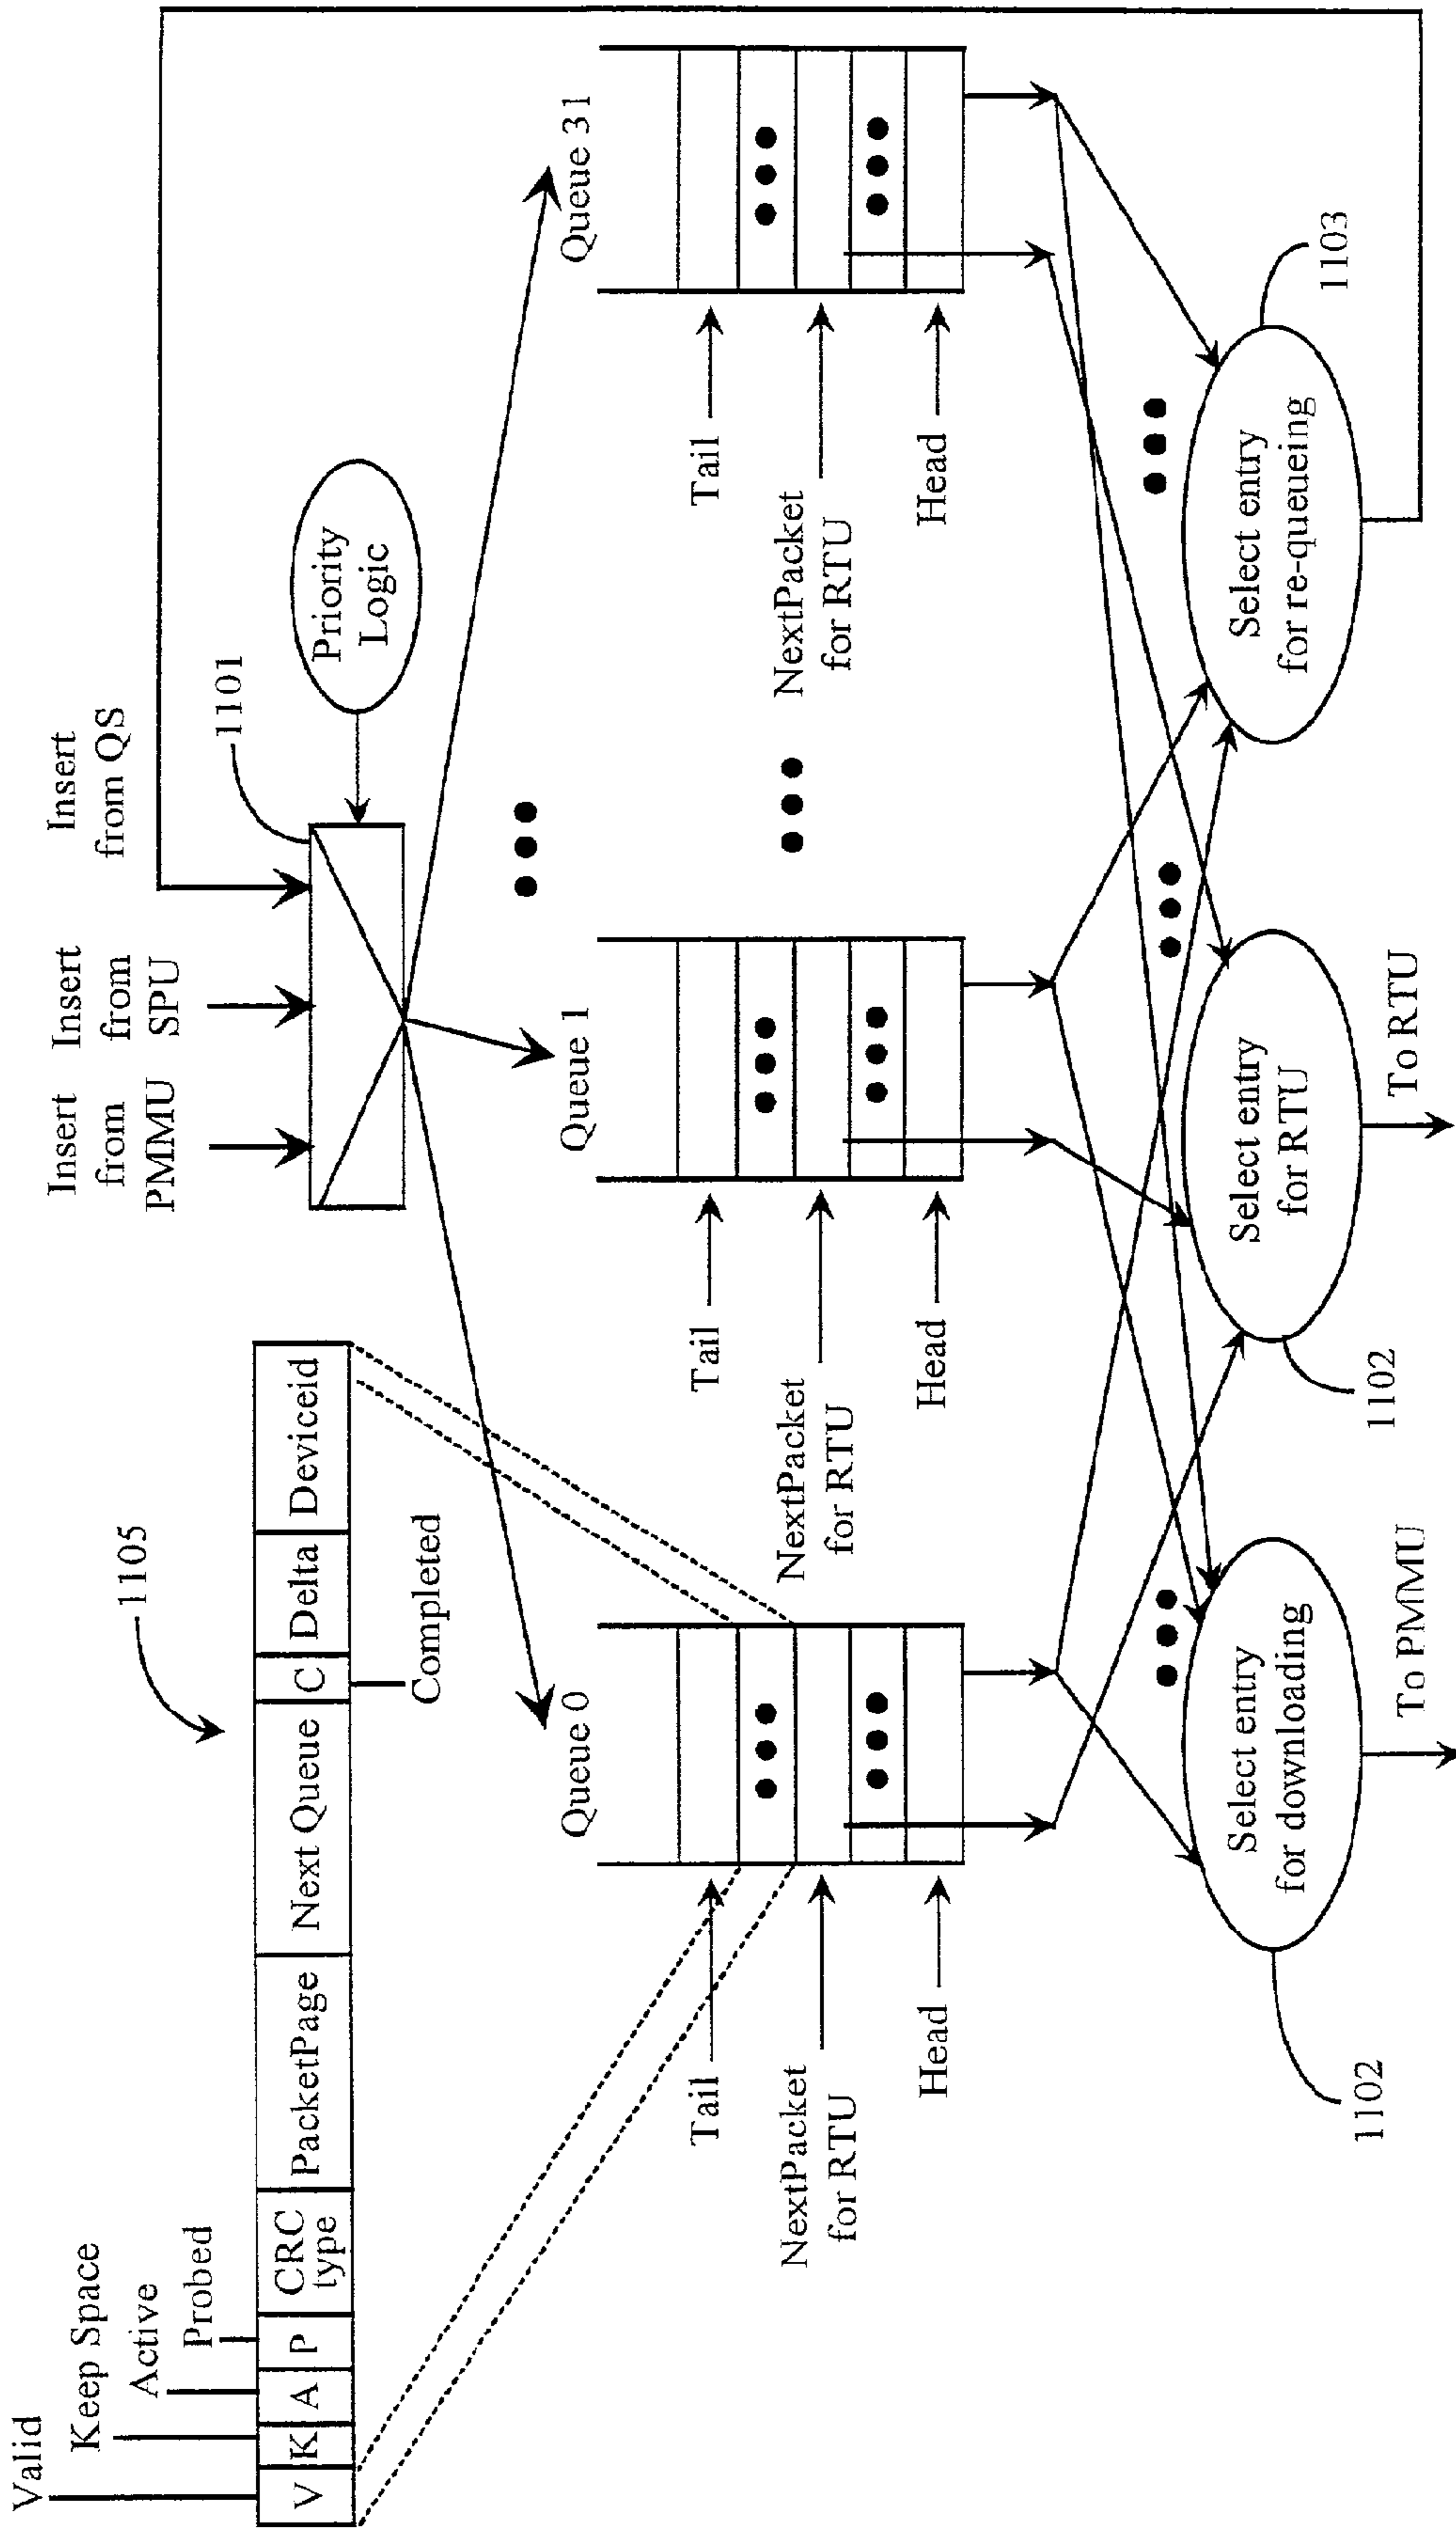 Valid
Keep Space
Active
Probed
V
K
A
P
CRC
type
PacketPage
Next Queue
C
Delta
Deviceid
Completed
1105
Insert
from
PMMU
Insert
from
SPU
Insert
from QS
1101
Priority
Logic
Queue 0
Queue 1
Queue 31
Tail
NextPacket
for RTU
Head
Tail
NextPacket
for RTU
Head
Tail
NextPacket
for RTU
Head
Select entry
for downloading
1102
To PMMU
Select entry
for RTU
1102
To RTU
Select entry
for re-queueing
1103